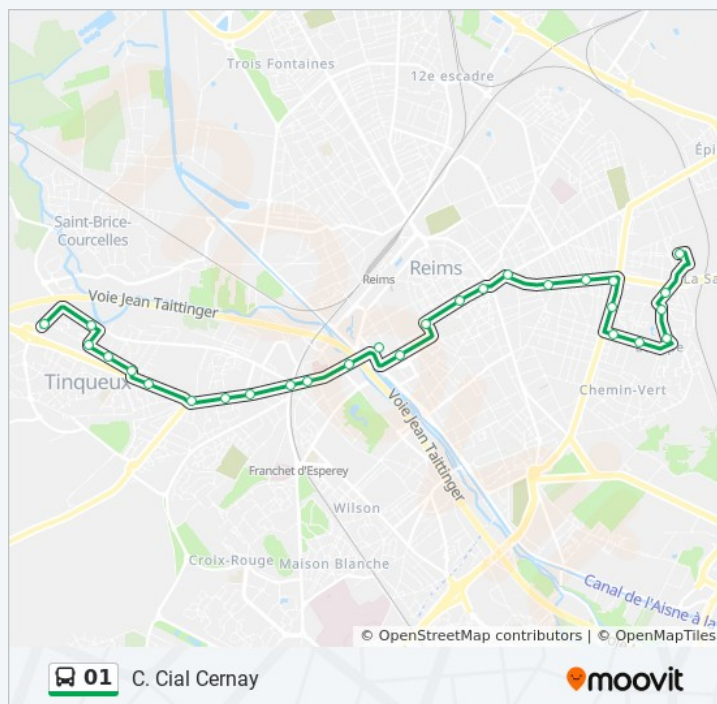 Trois Fontaines
12e escadre
Épi
Saint-Brice-
Courcelles
Reims
Reims
La Sa
Voie Jean Taittinger
Tinqueux
Chemin-Vert
Voie Jean Taittinger
Franchet d'Esperey
Wilson
Croix-Rouge
Maison Blanche
Canal de l'Aisne à la
© OpenStreetMap contributors | © OpenMapTiles
01 C. Cial Cernay
moovit